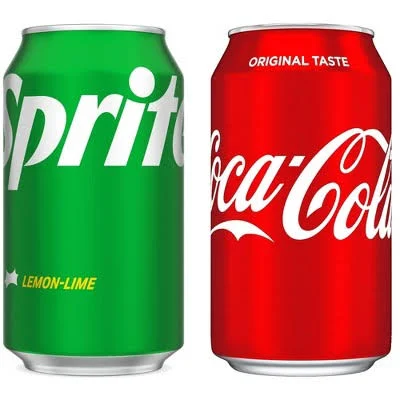 Sprite
LEMON-LIME
ORIGINAL TASTE
Coca-Cola